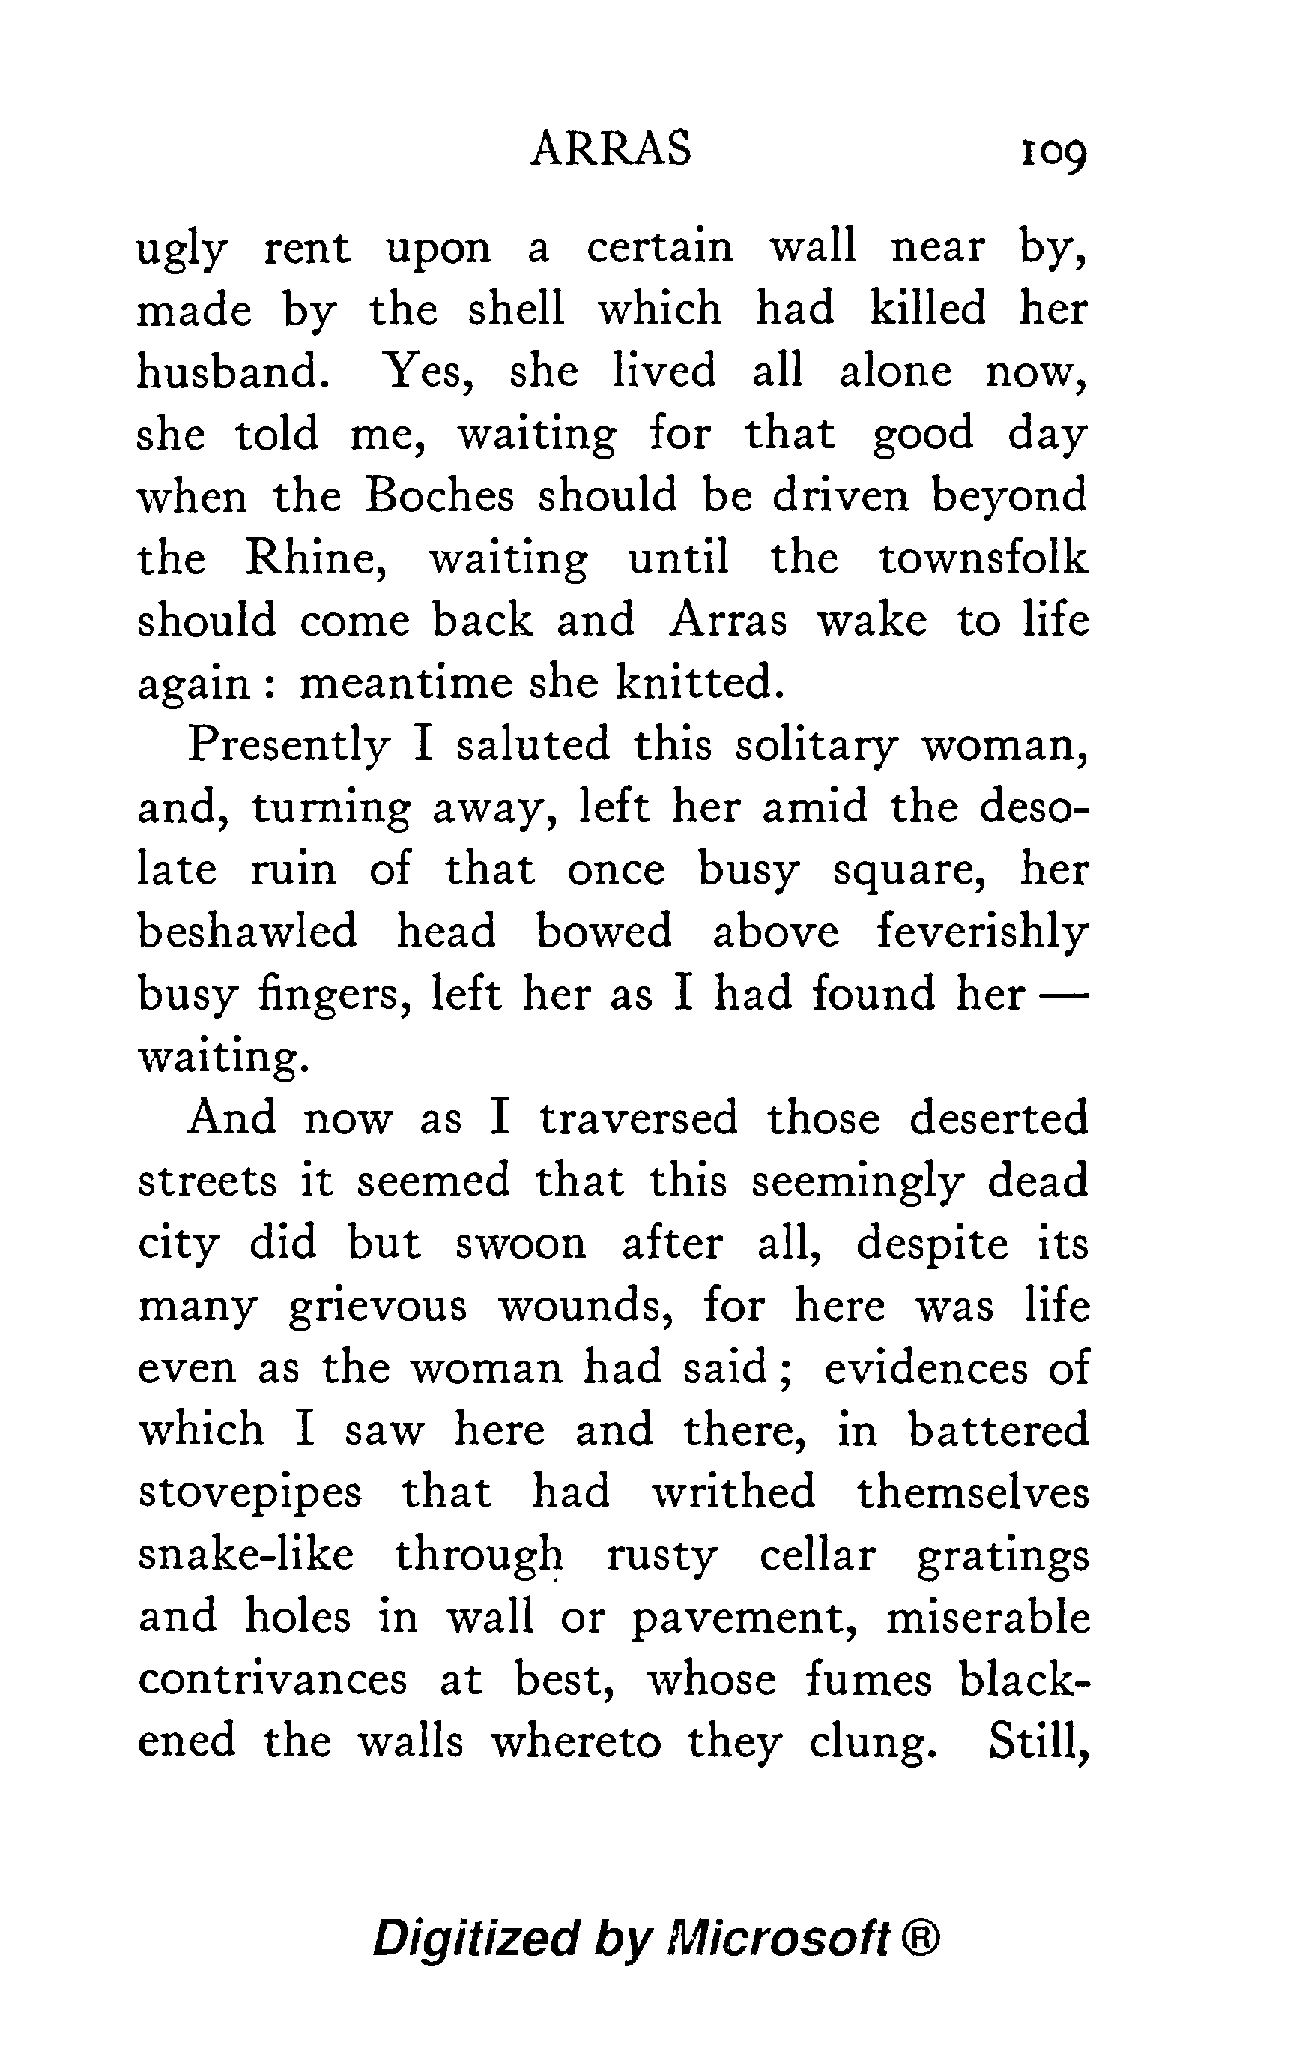 ARRAS 109
ugly rent upon a certain wall near by,
made by the shell which had killed her
husband. Yes, she lived all alone now,
she told me, waiting for that good day
when the Boches should be driven beyond
the Rhine, waiting until the townsfolk
should come back and Arras wake to life
again : meantime she knitted.
Presently I saluted this solitary woman,
and, turning away, left her amid the deso-
late ruin of that once busy square, her
beshawled head bowed above feverishly
busy fingers, left her as I had found her —
waiting.
And now as I traversed those deserted
streets it seemed that this seemingly dead
city did but swoon after all, despite its
many grievous wounds, for here was life
even as the woman had said ; evidences of
which I saw here and there, in battered
stovepipes that had writhed themselves
snake-like through rusty cellar gratings
and holes in wall or pavement, miserable
contrivances at best, whose fumes black-
ened the walls whereto they clung. Still,
Digitized by Microsoft ®